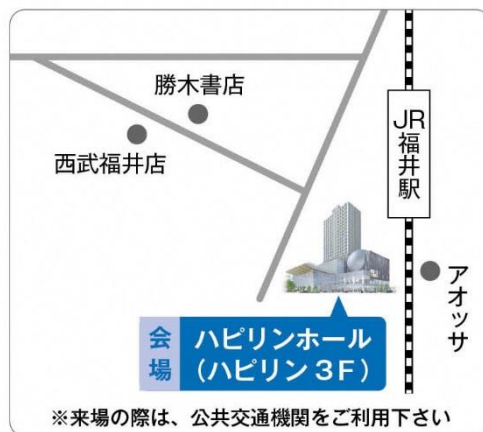 勝木書店
西武福井店
JR福井駅
アオッサ
会場
ハピリンホール
（ハピリン3F）
※来場の際は、公共交通機関をご利用下さい